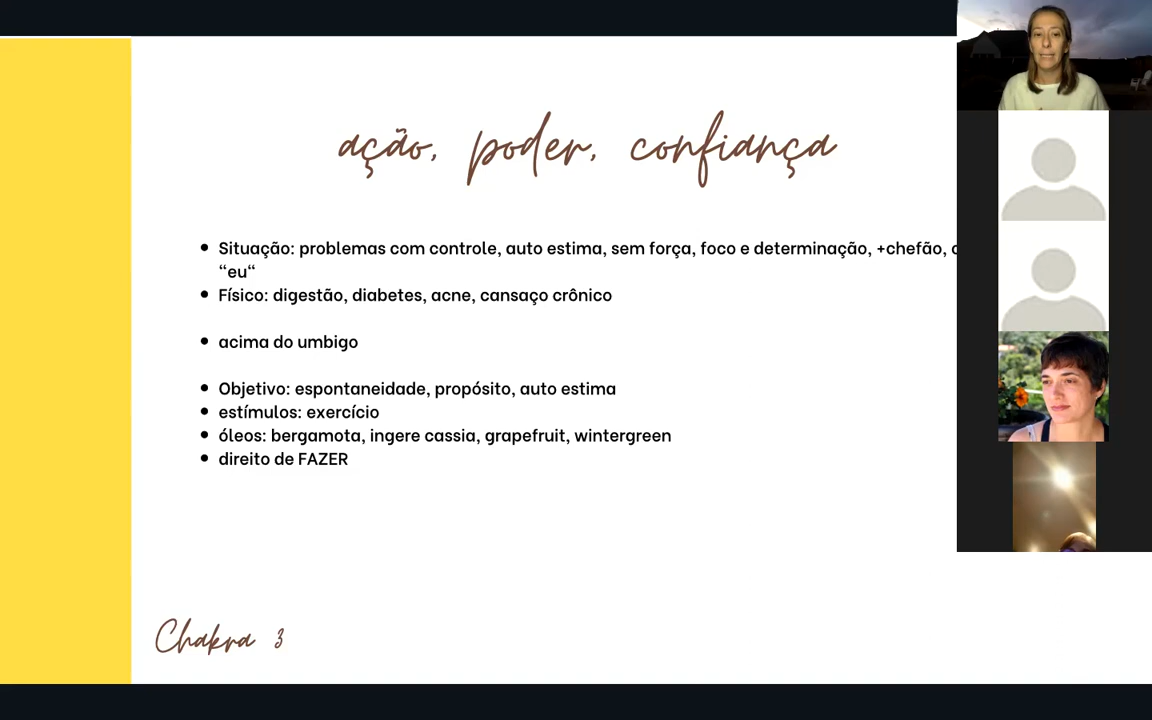 ação, poder, confiança
Situação: problemas com controle, auto estima, sem força, foco e determinação, +chefão,
“eu“
Físico: digestão, diabetes, acne, cansaço crônico
acima do umbigo
Objetivo: espontaneidade, propósito, auto estima
estímulos: exercício
óleos: bergamota, ingere cassia, grapefruit, wintergreen
direito de FAZER
Chakra 3